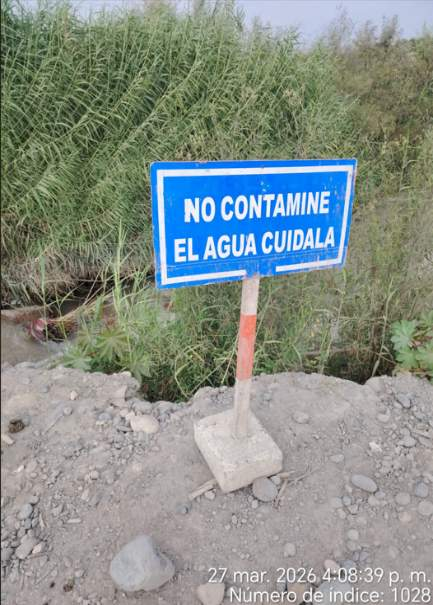 NO CONTAMINE
EL AGUA CUIDALA
27 mar. 2026 4:08:39 p. m.
Número de índice: 1028